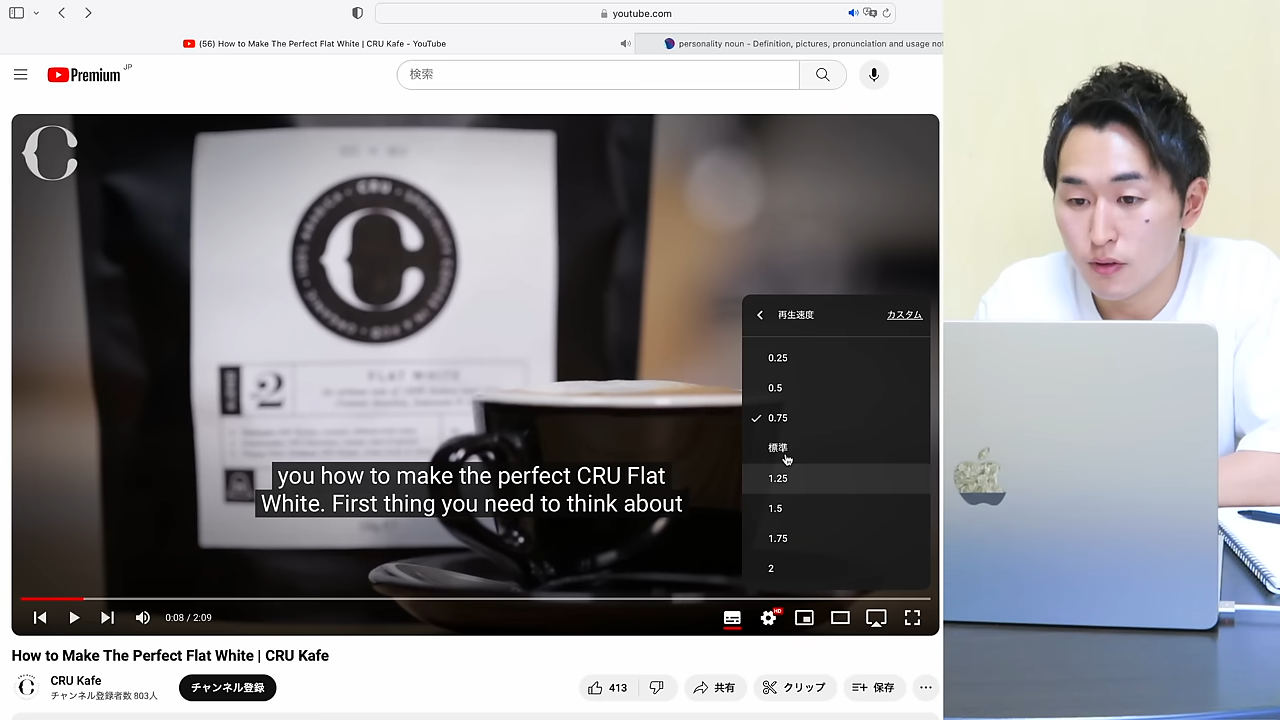 youtube.com
(56) How to Make The Perfect Flat White | CRU Kafe - YouTube
personality noun - Definition, pictures, pronunciation and usage not
Premium JP
検索
CRU
2
FLAT WHITE
再生速度 カスタム
0.25
0.5
0.75
標準
1.25
1.5
1.75
2
you how to make the perfect CRU Flat
White. First thing you need to think about
0:08 / 2:09
HD
How to Make The Perfect Flat White | CRU Kafe
CRU Kafe
チャンネル登録者数 803人
チャンネル登録
413
共有
クリップ
保存